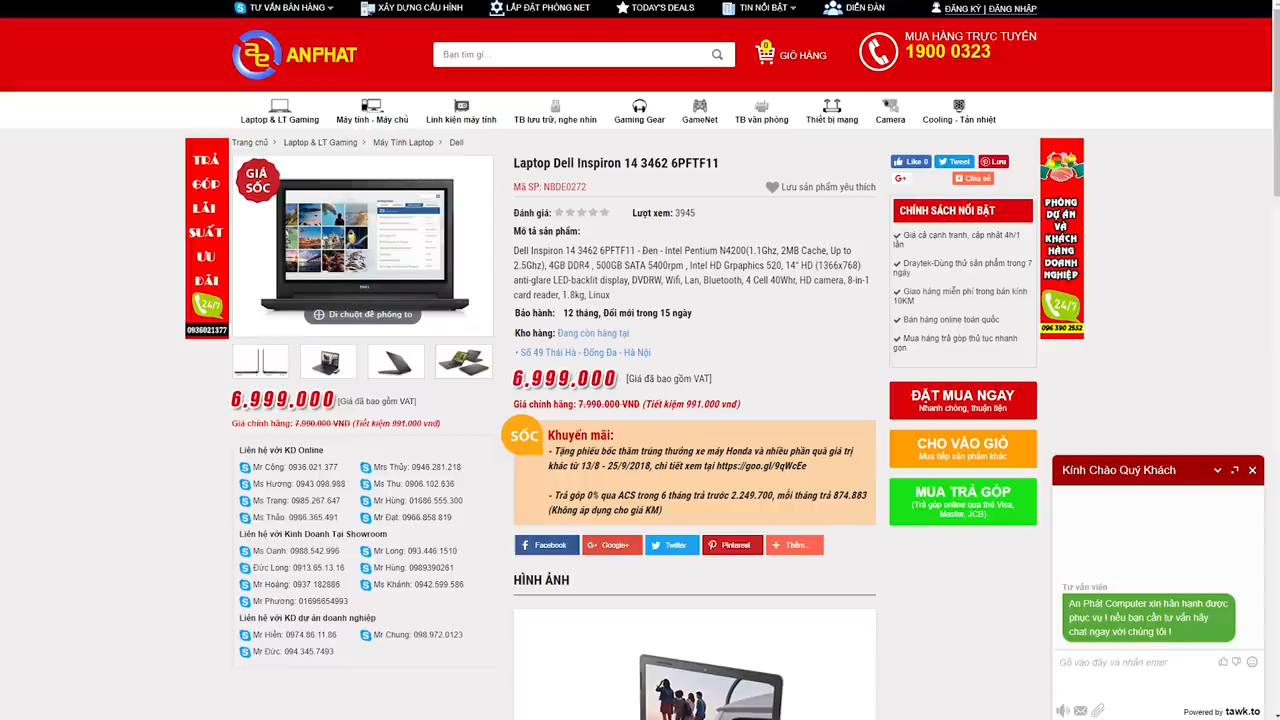 TƯ VẤN BÁN HÀNG
XÂY DỰNG CẤU HÌNH
LẮP ĐẶT PHÒNG NET
TODAY'S DEALS
TIN NỔI BẬT
DIỄN ĐÀN
ĐĂNG KÝ | ĐĂNG NHẬP
ANPHAT
Bạn tìm gì...
0
GIỎ HÀNG
MUA HÀNG TRỰC TUYẾN
1900 0323
Laptop & LT Gaming
Máy tính - Máy chủ
Linh kiện máy tính
TB lưu trữ, nghe nhìn
Gaming Gear
GameNet
TB văn phòng
Thiết bị mạng
Camera
Cooling - Tản nhiệt
Trang chủ > Laptop & LT Gaming > Máy Tính Laptop > Dell
TRẢ
GÓP
LÃI
SUẤT
ƯU
ĐÃI
24/7
0936021377
GIÁ
SỐC
DELL
Di chuột để phóng to
6.999.000 [Giá đã bao gồm VAT]
Giá chính hãng: 7.990.000 VND (Tiết kiệm 991.000 vnđ)
Liên hệ với KD Online
Mr Công: 0936.021.377
Mrs Thủy: 0946.281.218
Ms Hương: 0943 098.988
Ms Thu: 0906.102.636
Ms Trang: 0985.267.647
Mr Hùng: 01686.555.300
Ms Thảo: 0986.365.491
Mr Đạt: 0966.858.819
Liên hệ với Kinh Doanh Tại Showroom
Ms Oanh: 0988.542.996
Mr Long: 093.446.1510
Đức Long: 0913.65.13.16
Mr Hùng: 0989390261
Mr Hoàng: 0937 182886
Ms Khánh: 0942.599.586
Mr Phương: 01696654993
Liên hệ với KD dự án doanh nghiệp
Mr Hiển: 0974.86.11.86
Mr Chung: 098.972.0123
Mr Đức: 094.345.7493
Laptop Dell Inspiron 14 3462 6PFTF11
Mã SP: NBDE0272
Lưu sản phẩm yêu thích
Đánh giá:
Lượt xem: 3945
Mô tả sản phẩm:
Dell Inspiron 14 3462 6PFTF11 - Đen - Intel Pentium N4200(1.1Ghz, 2MB Cache, Up to
2.5Ghz), 4GB DDR4 , 500GB SATA 5400rpm , Intel HD Grpaphics 520, 14" HD (1366x768)
anti-glare LED-backlit display, DVDRW, Wifi, Lan, Bluetooth, 4 Cell 40Whr, HD camera, 8-in-1
card reader, 1.8kg, Linux
Bảo hành: 12 tháng, Đổi mới trong 15 ngày
Kho hàng: Đang còn hàng tại
• Số 49 Thái Hà - Đống Đa - Hà Nội
6.999.000 [Giá đã bao gồm VAT]
Giá chính hãng: 7.990.000 VND (Tiết kiệm 991.000 vnđ)
SỐC
Khuyến mãi:
- Tặng phiếu bốc thăm trúng thưởng xe máy Honda và nhiều phần quà giá trị
khác từ 13/8 - 25/9/2018, chi tiết xem tại https://goo.gl/9qWcEe
- Trả góp 0% qua ACS trong 6 tháng trả trước 2.249.700, mỗi tháng trả 874.883
(Không áp dụng cho giá KM)
Facebook
Google+
Twitter
Pinterest
Thêm...
HÌNH ẢNH
Like 0
Tweet
Lưu
G+
Chia sẻ
CHÍNH SÁCH NỔI BẬT
Giá cả cạnh tranh, cập nhật 4h/1
lần
Draytek-Dùng thử sản phẩm trong 7
ngày
Giao hàng miễn phí trong bán kính
10KM
Bán hàng online toàn quốc
Mua hàng trả góp thủ tục nhanh
gọn
ĐẶT MUA NGAY
Nhanh chóng, thuận tiện
CHO VÀO GIỎ
Mua tiếp sản phẩm khác
MUA TRẢ GÓP
(Trả góp online qua thẻ Visa,
Master, JCB)
PHÒNG
DỰ ÁN
VÀ
KHÁCH
HÀNG
DOANH
NGHIỆP
24/7
096 390 2552
Kính Chào Quý Khách
Tư vấn viên
An Phát Computer xin hân hạnh được
phục vụ ! nếu bạn cần tư vấn hãy
chat ngay với chúng tôi !
Gõ vào đây và nhấn enter
Powered by tawk.to